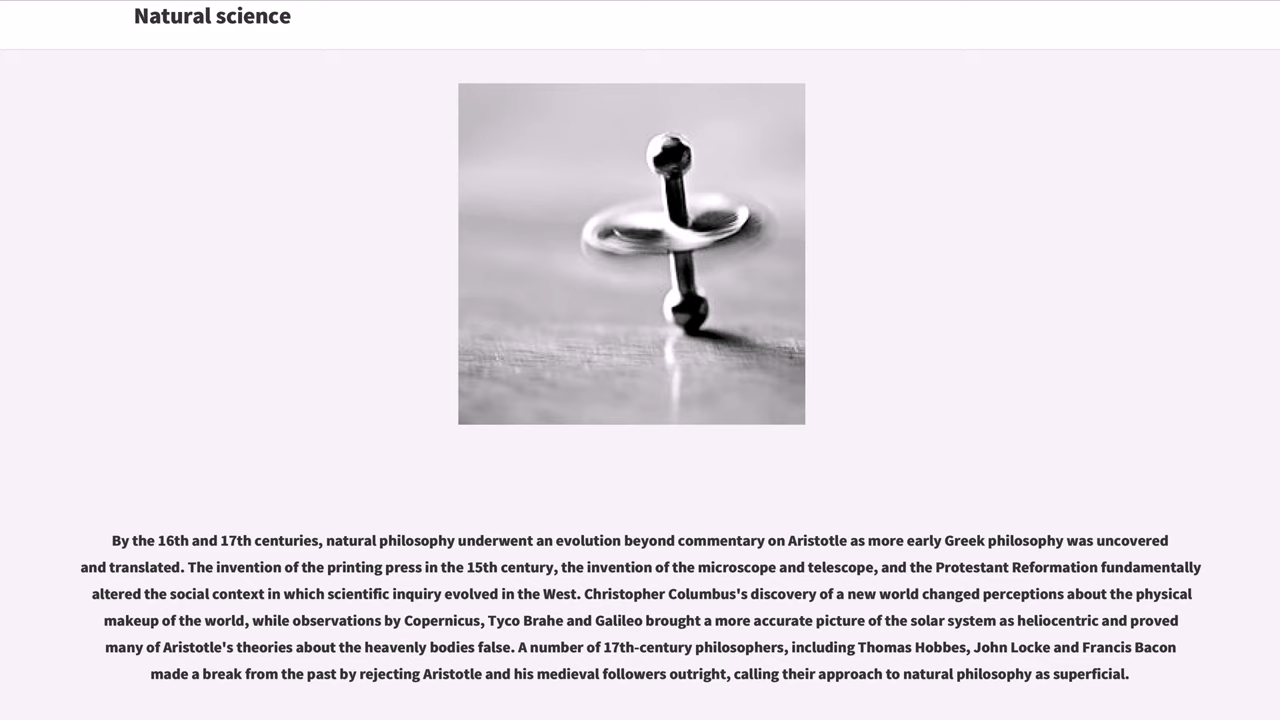 Natural science
By the 16th and 17th centuries, natural philosophy underwent an evolution beyond commentary on Aristotle as more early Greek philosophy was uncovered
and translated. The invention of the printing press in the 15th century, the invention of the microscope and telescope, and the Protestant Reformation fundamentally
altered the social context in which scientific inquiry evolved in the West. Christopher Columbus's discovery of a new world changed perceptions about the physical
makeup of the world, while observations by Copernicus, Tyco Brahe and Galileo brought a more accurate picture of the solar system as heliocentric and proved
many of Aristotle's theories about the heavenly bodies false. A number of 17th-century philosophers, including Thomas Hobbes, John Locke and Francis Bacon
made a break from the past by rejecting Aristotle and his medieval followers outright, calling their approach to natural philosophy as superficial.